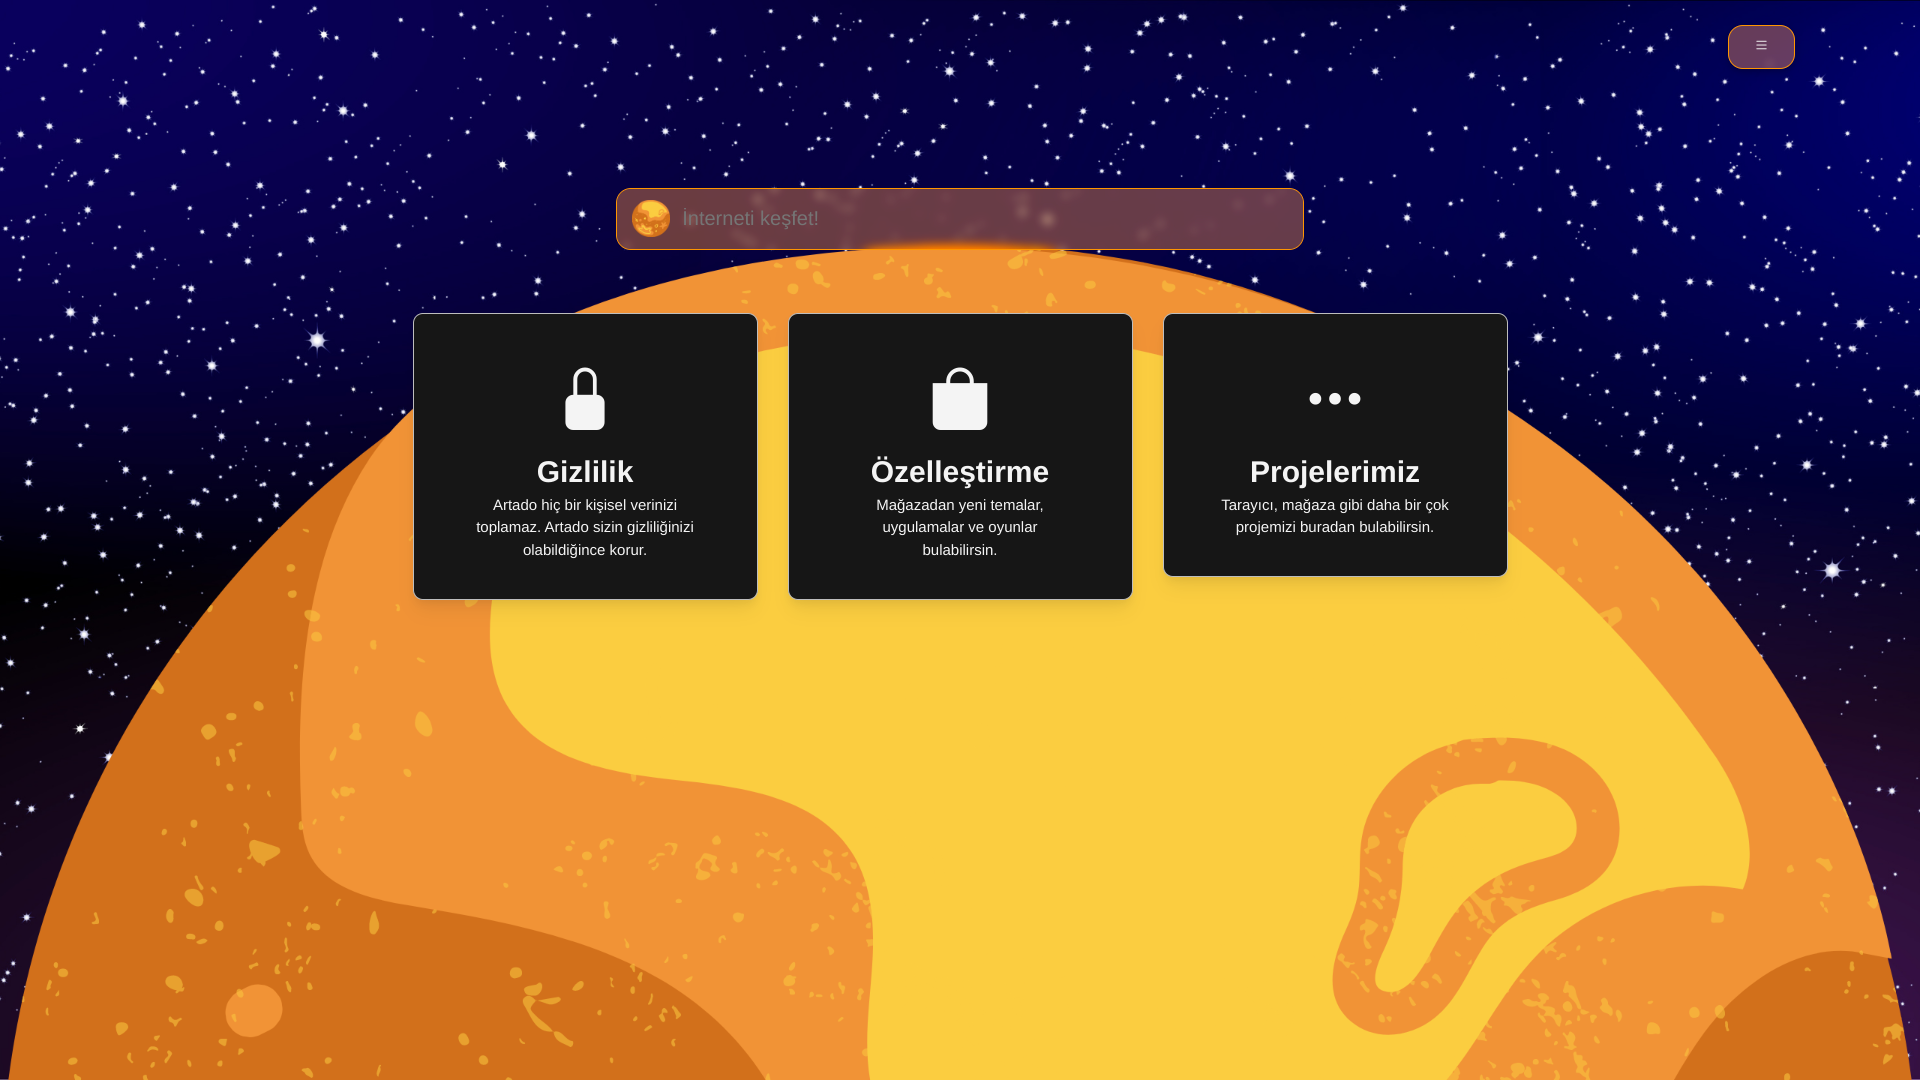 İnterneti keşfet!
Gizlilik
Artado hiç bir kişisel verinizi
toplamaz. Artado sizin gizliliğinizi
olabildiğince korur.
Özelleştirme
Mağazadan yeni temalar,
uygulamalar ve oyunlar
bulabilirsin.
Projelerimiz
Tarayıcı, mağaza gibi daha bir çok
projemizi buradan bulabilirsin.